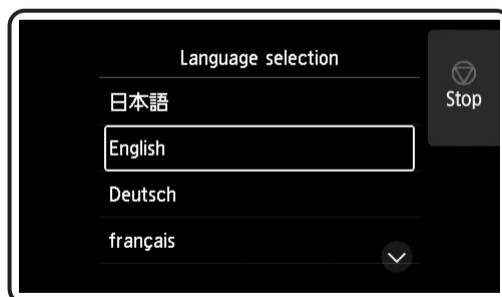 Language selection
日本語
English
Deutsch
français
Stop